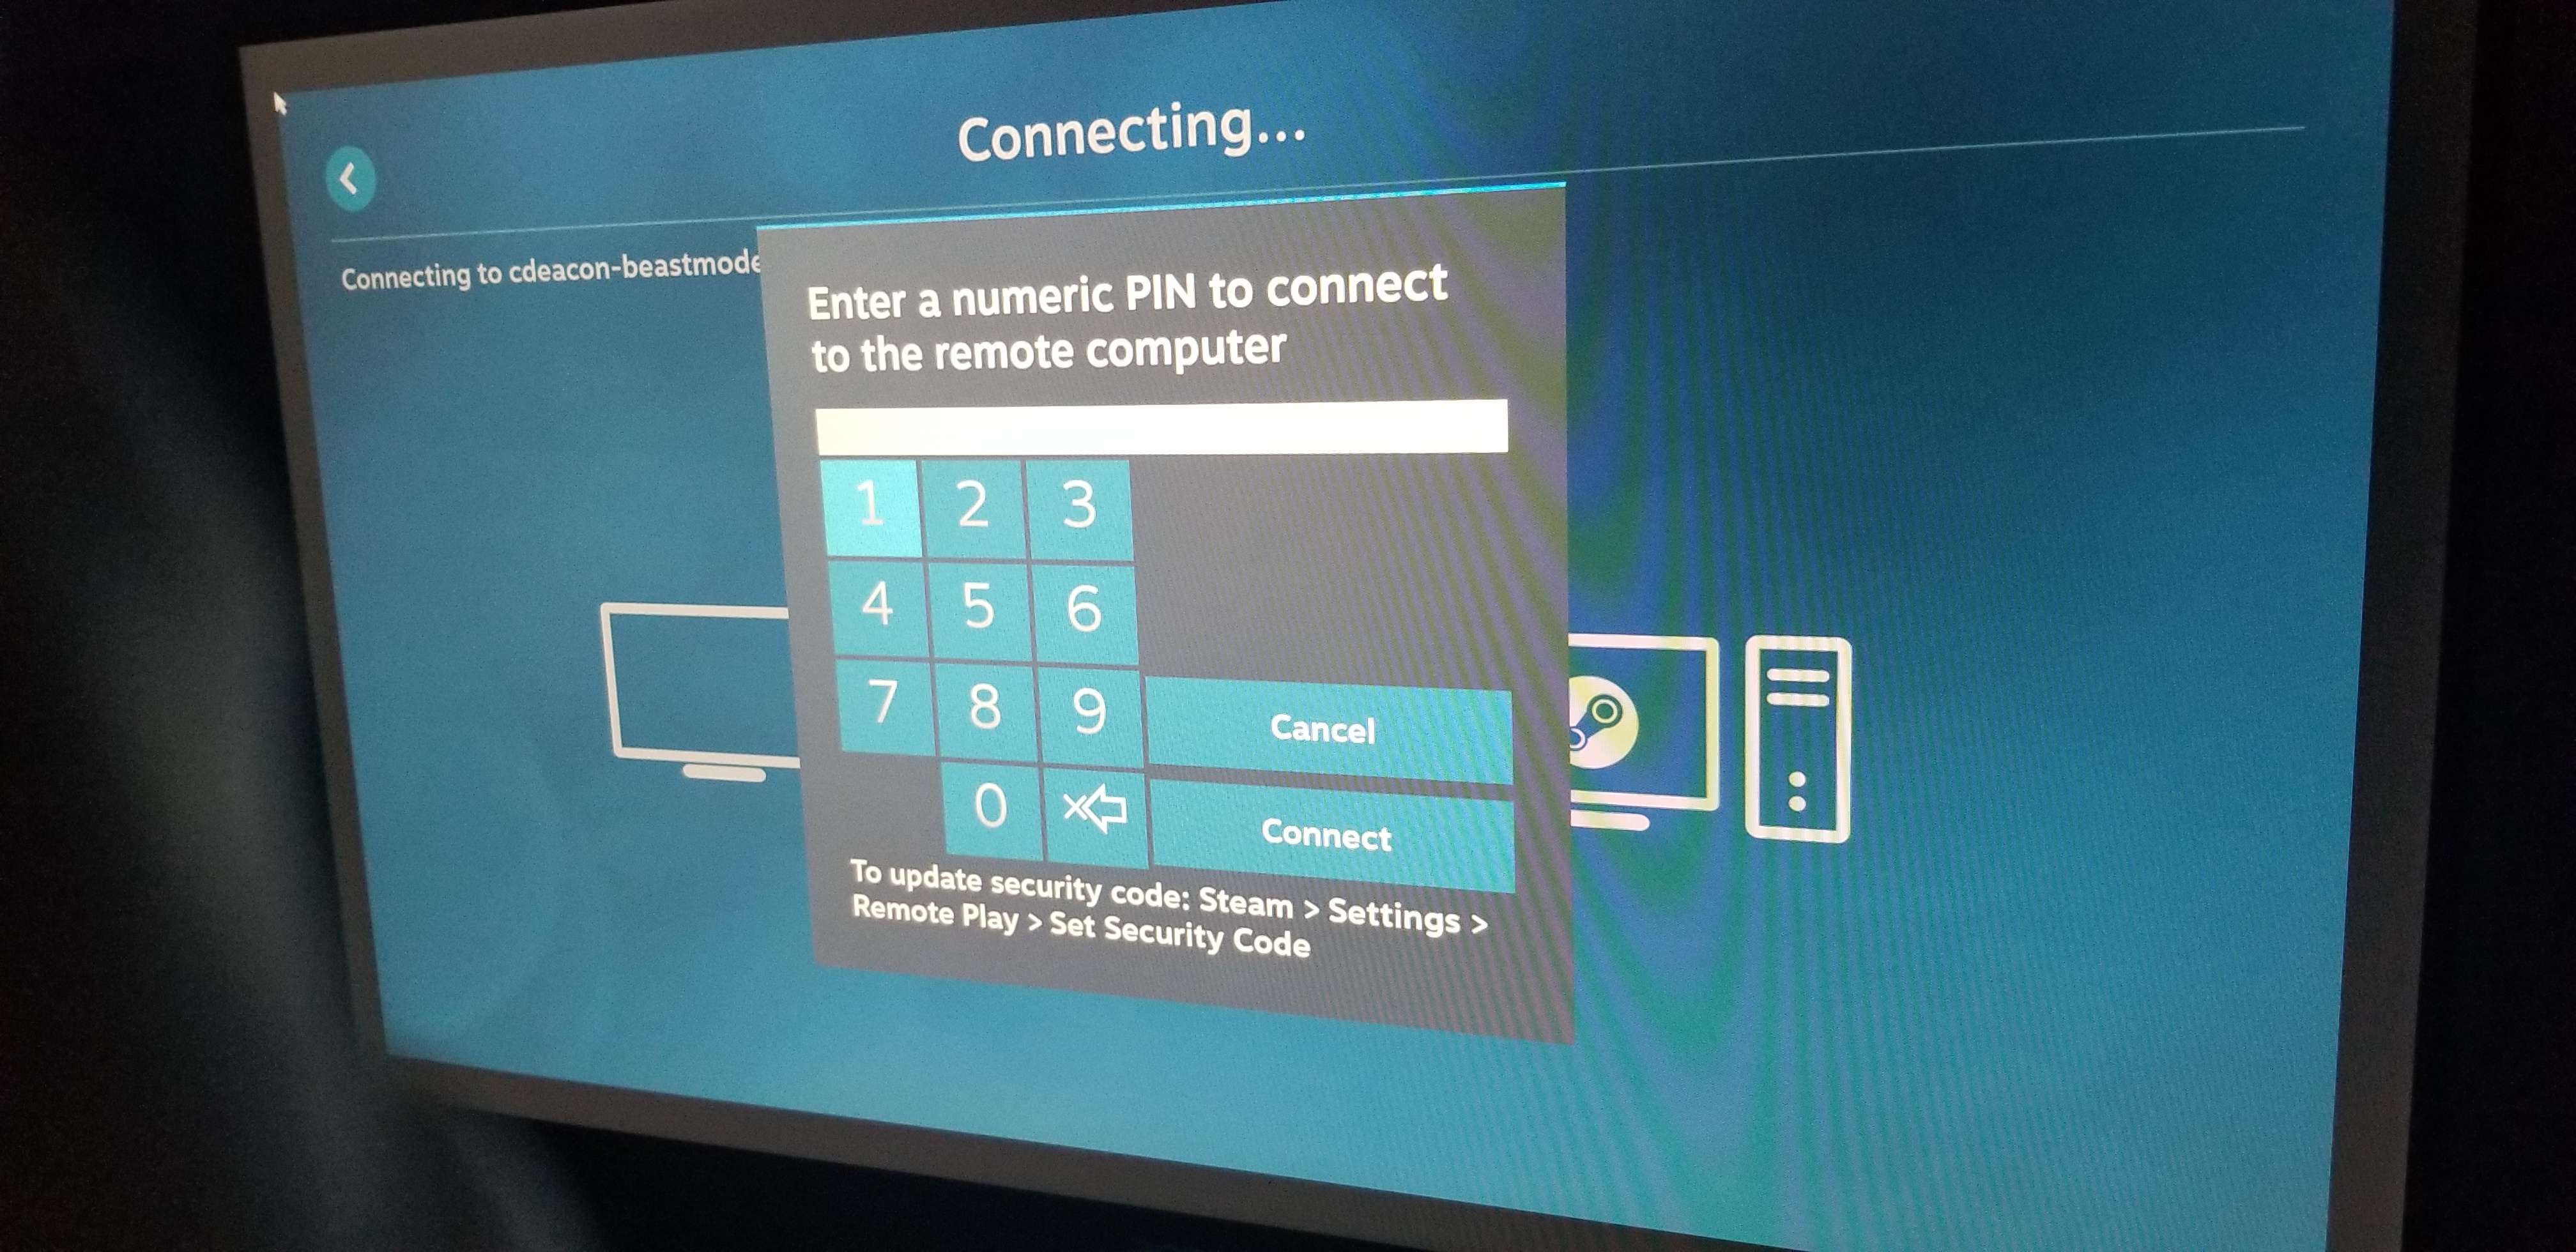 Connecting...
Connecting to cdeacon-beastmode
Enter a numeric PIN to connect
to the remote computer
1 2 3
4 5 6
7 8 9 Cancel
0 Connect
To update security code: Steam > Settings >
Remote Play > Set Security Code